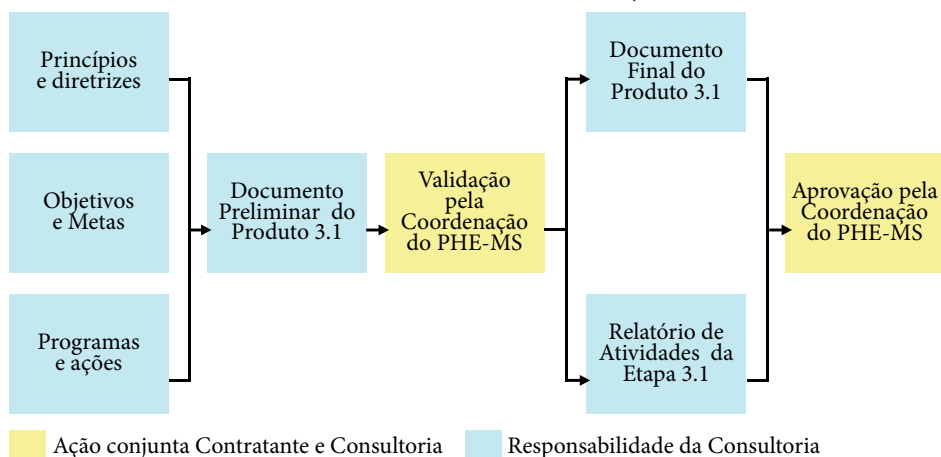 Princípios
e diretrizes
Objetivos
e Metas
Programas
e ações
Documento
Preliminar do
Produto 3.1
Validação
pela
Coordenação
do PHE-MS
Documento
Final do
Produto 3.1
Relatório de
Atividades da
Etapa 3.1
Aprovação pela
Coordenação
do PHE-MS
Ação conjunta Contratante e Consultoria
Responsabilidade da Consultoria